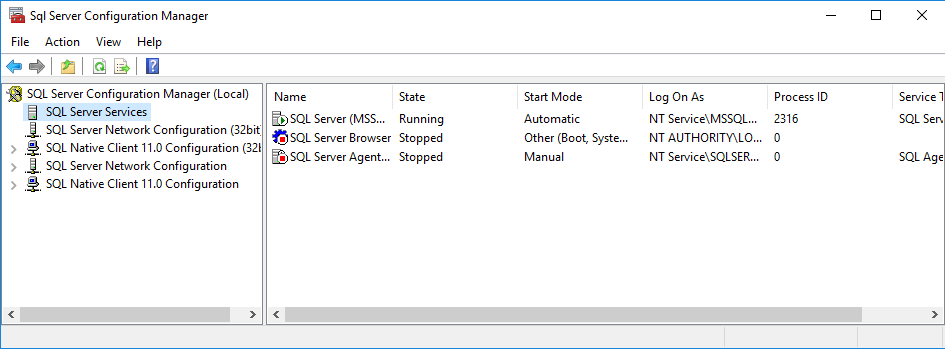 Sql Server Configuration Manager
File Action View Help
SQL Server Configuration Manager (Local)
SQL Server Services
SQL Server Network Configuration (32bit
SQL Native Client 11.0 Configuration (32b
SQL Server Network Configuration
SQL Native Client 11.0 Configuration
Name State Start Mode Log On As Process ID Service T
SQL Server (MSS... Running Automatic NT Service\MSSQL... 2316 SQL Serv
SQL Server Browser Stopped Other (Boot, Syste... NT AUTHORITY\LO... 0
SQL Server Agent... Stopped Manual NT Service\SQLSER... 0 SQL Age